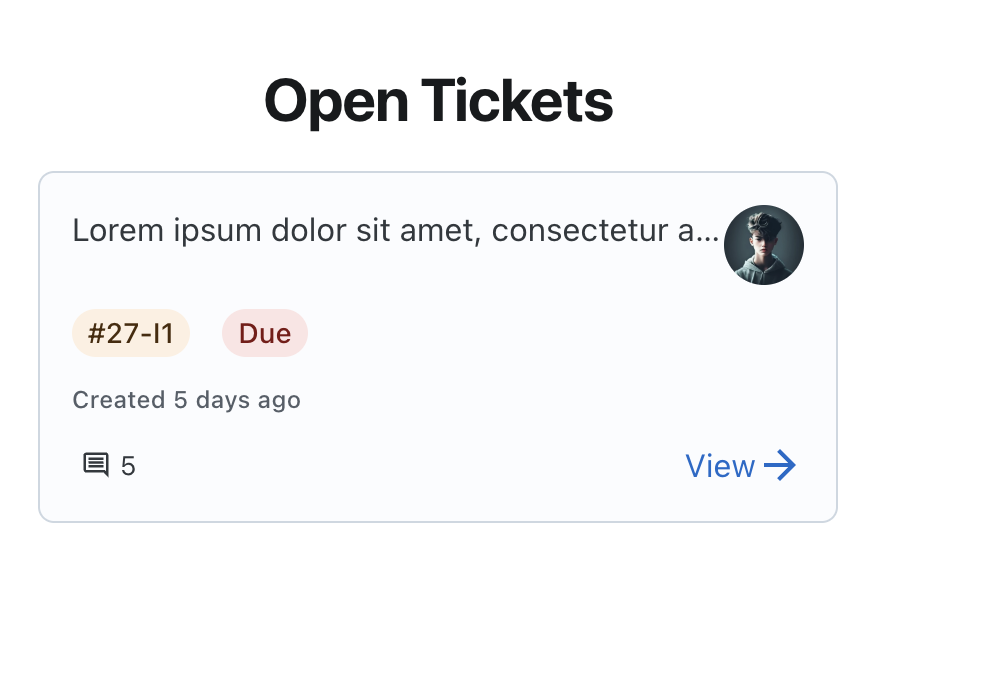 Open Tickets
Lorem ipsum dolor sit amet, consectetur a...
#27-I1 Due
Created 5 days ago
5 View